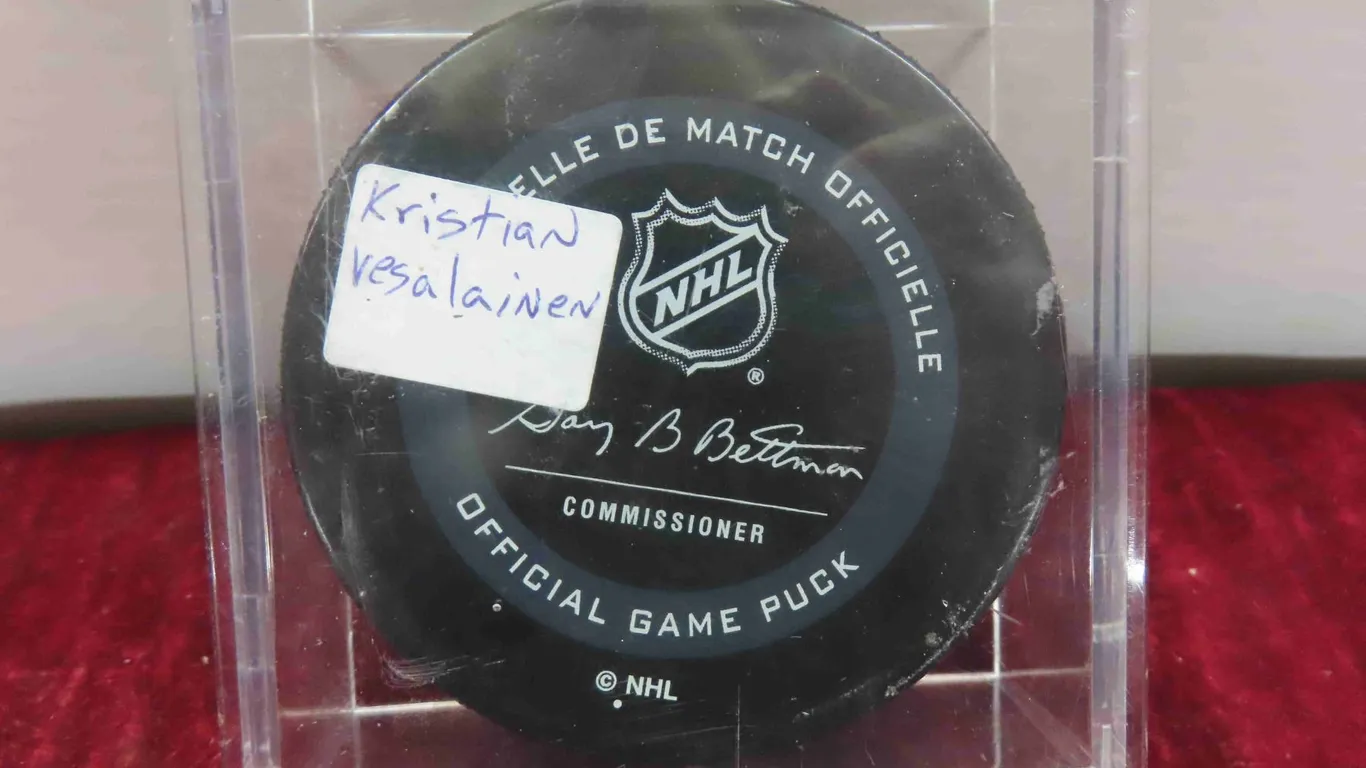 ELLE DE MATCH OFFICIELLE
Kristian
Vesalainen
NHL
®
Gary B Bettman
COMMISSIONER
OFFICIAL GAME PUCK
© NHL